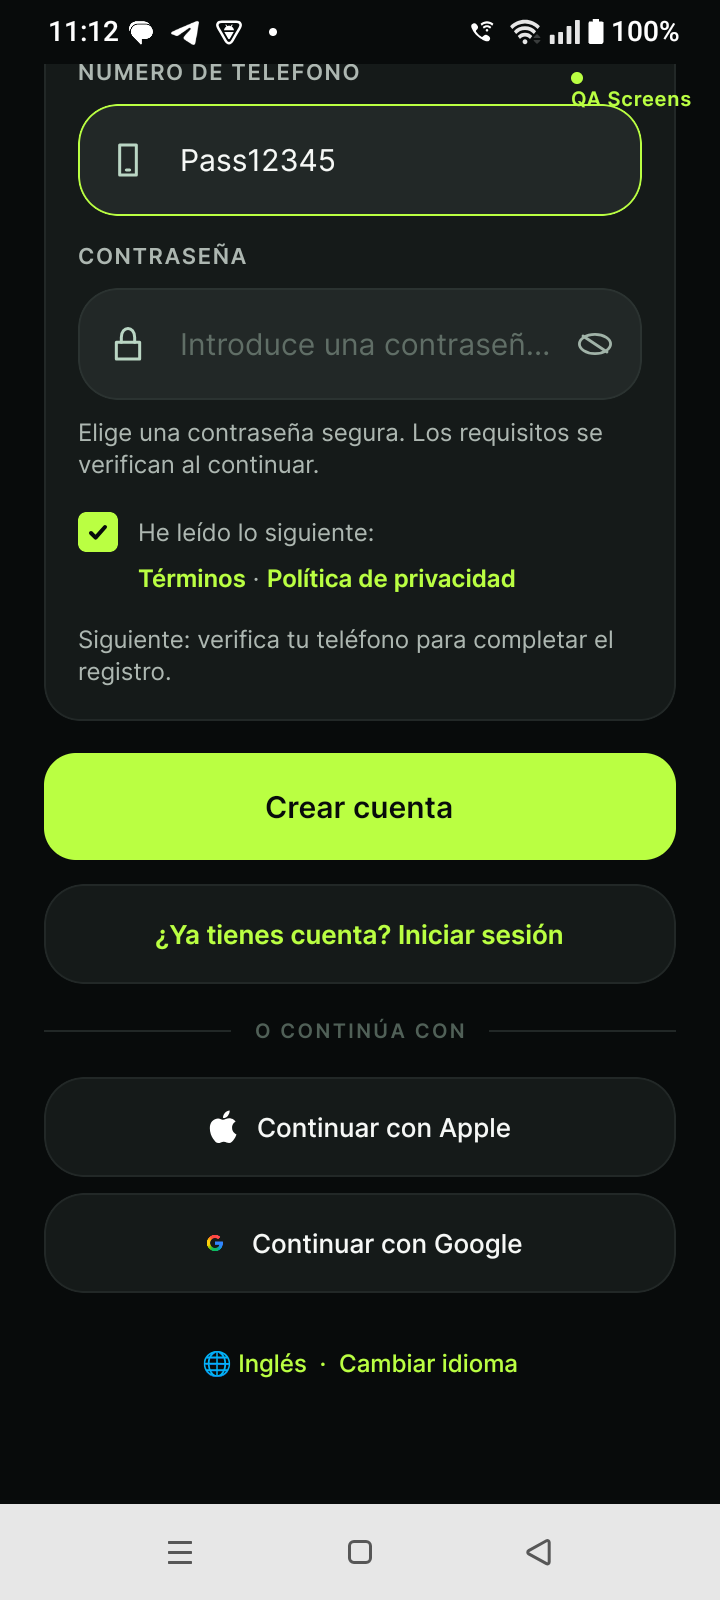 11:12
100%
NÚMERO DE TELÉFONO
QA Screens
Pass12345
CONTRASEÑA
Introduce una contraseñ...
Elige una contraseña segura. Los requisitos se
verifican al continuar.
He leído lo siguiente:
Términos · Política de privacidad
Siguiente: verifica tu teléfono para completar el
registro.
Crear cuenta
¿Ya tienes cuenta? Iniciar sesión
O CONTINÚA CON
Continuar con Apple
Continuar con Google
Inglés · Cambiar idioma